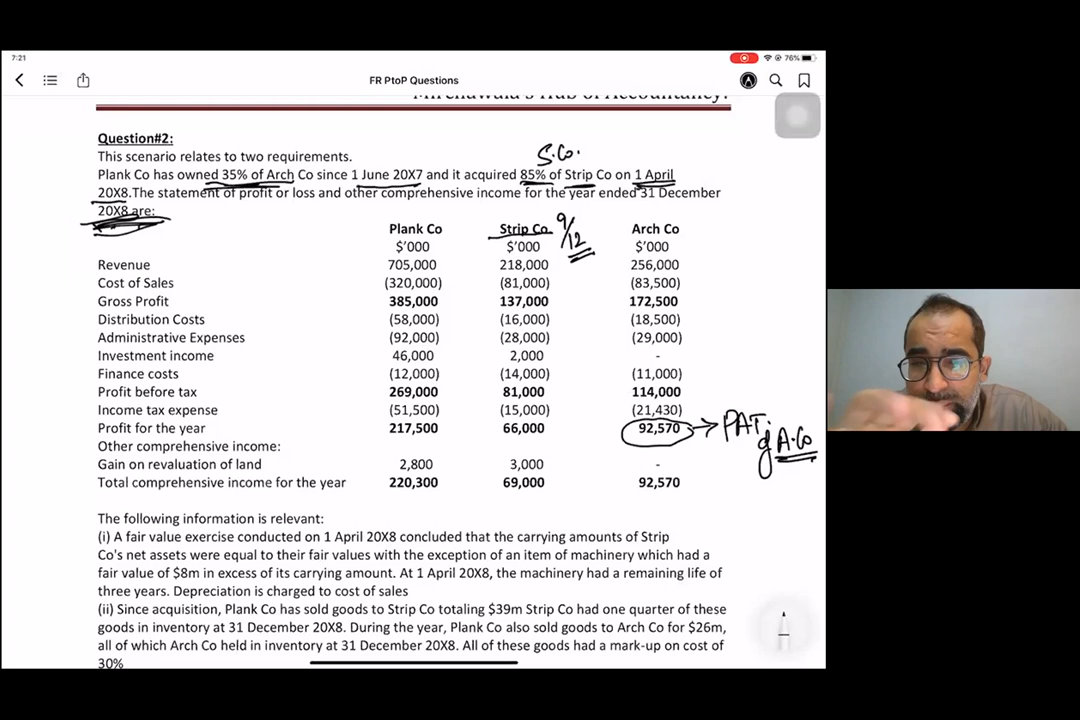 7:21
76%
FR PtoP Questions
Mirchawala's Hub of Accountancy.
Question#2:
S.Co.
This scenario relates to two requirements.
Plank Co has owned 35% of Arch Co since 1 June 20X7 and it acquired 85% of Strip Co on 1 April
20X8.The statement of profit or loss and other comprehensive income for the year ended 31 December
20X8 are:
Plank Co Strip Co 9/12 Arch Co
$'000 $'000 $'000
Revenue 705,000 218,000 256,000
Cost of Sales (320,000) (81,000) (83,500)
Gross Profit 385,000 137,000 172,500
Distribution Costs (58,000) (16,000) (18,500)
Administrative Expenses (92,000) (28,000) (29,000)
Investment income 46,000 2,000 -
Finance costs (12,000) (14,000) (11,000)
Profit before tax 269,000 81,000 114,000
Income tax expense (51,500) (15,000) (21,430)
Profit for the year 217,500 66,000 92,570 → PAT
of A.Co
Other comprehensive income:
Gain on revaluation of land 2,800 3,000 -
Total comprehensive income for the year 220,300 69,000 92,570
The following information is relevant:
(i) A fair value exercise conducted on 1 April 20X8 concluded that the carrying amounts of Strip
Co's net assets were equal to their fair values with the exception of an item of machinery which had a
fair value of $8m in excess of its carrying amount. At 1 April 20X8, the machinery had a remaining life of
three years. Depreciation is charged to cost of sales
(ii) Since acquisition, Plank Co has sold goods to Strip Co totaling $39m Strip Co had one quarter of these
goods in inventory at 31 December 20X8. During the year, Plank Co also sold goods to Arch Co for $26m,
all of which Arch Co held in inventory at 31 December 20X8. All of these goods had a mark-up on cost of
30%